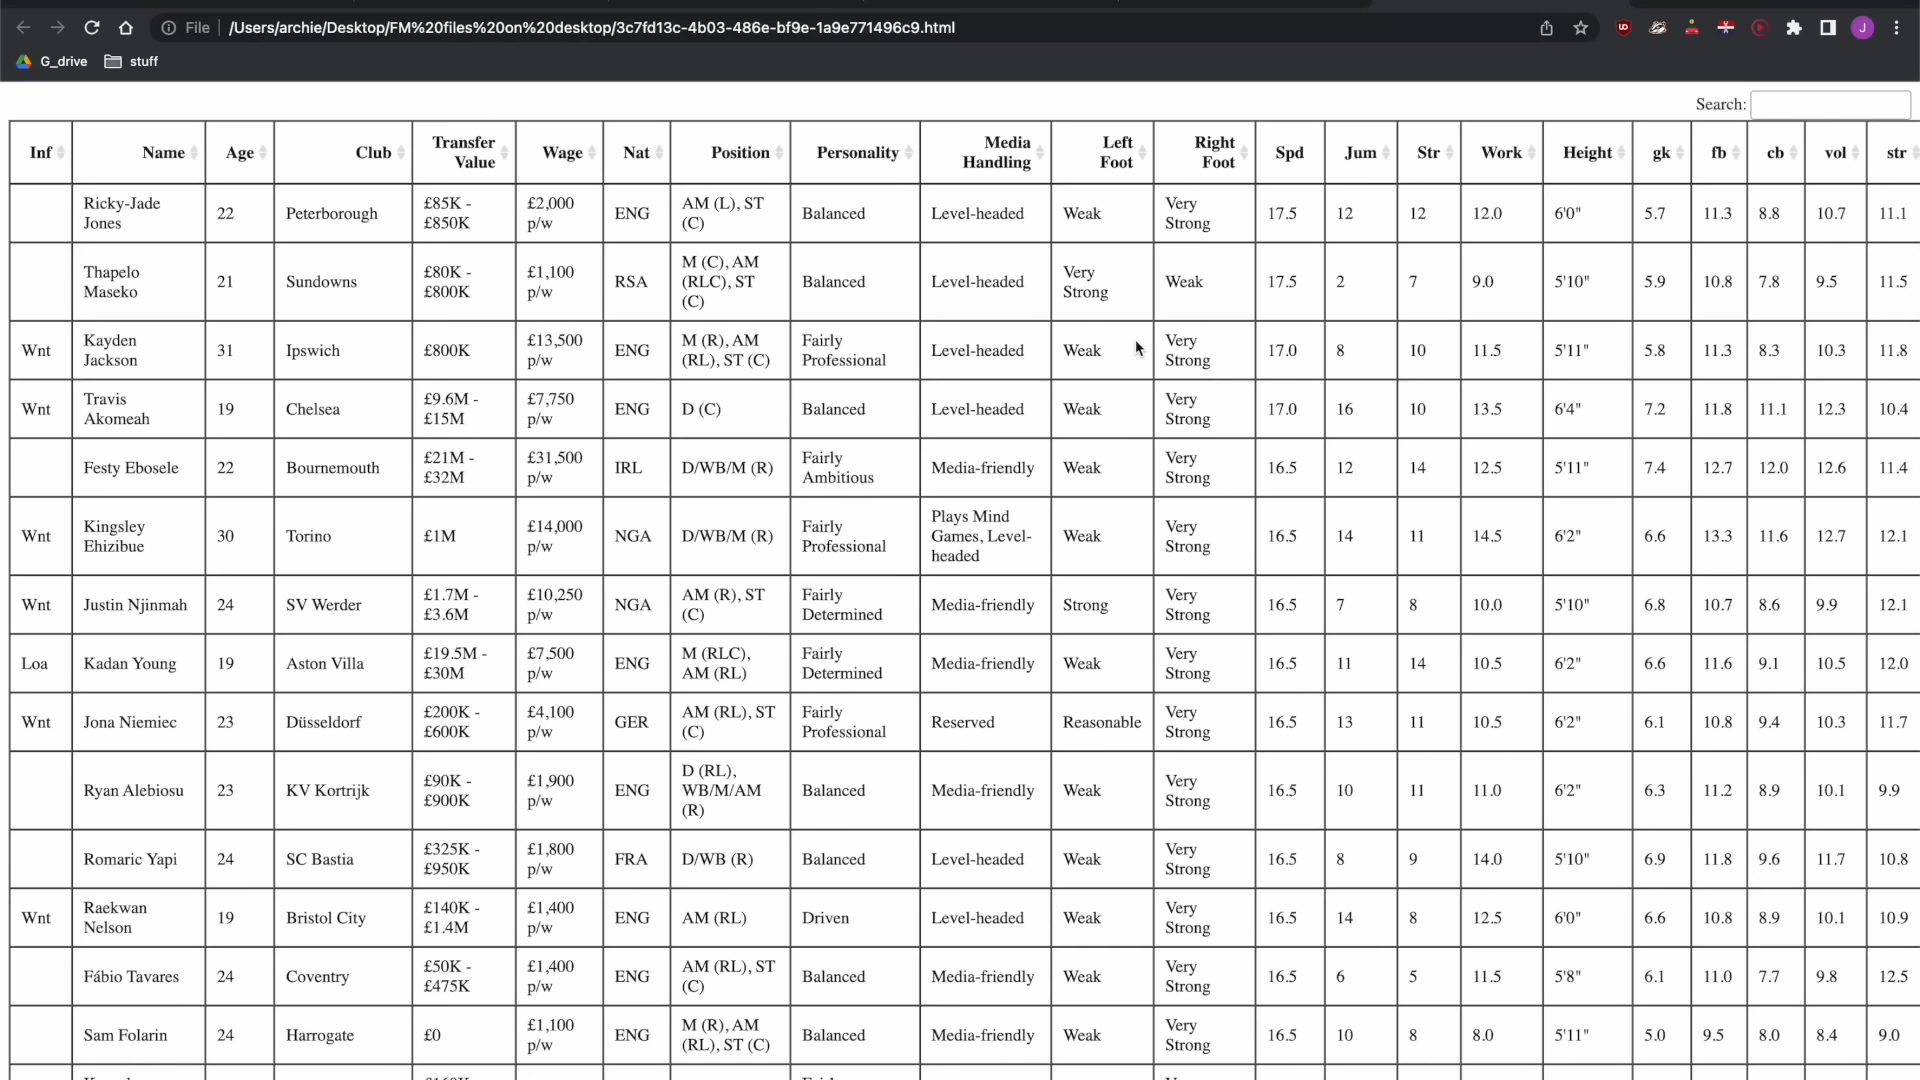 File | /Users/archie/Desktop/FM%20files%20on%20desktop/3c7fd13c-4b03-486e-bf9e-1a9e771496c9.html J
G_drive stuff
Search:
Inf Name Age Club Transfer Value Wage Nat Position Personality Media Handling Left Foot Right Foot Spd Jum Str Work Height gk fb cb vol str
Ricky-Jade Jones 22 Peterborough £85K - £850K £2,000 p/w ENG AM (L), ST (C) Balanced Level-headed Weak Very Strong 17.5 12 12 12.0 6'0" 5.7 11.3 8.8 10.7 11.1
Thapelo Maseko 21 Sundowns £80K - £800K £1,100 p/w RSA M (C), AM (RLC), ST (C) Balanced Level-headed Very Strong Weak 17.5 2 7 9.0 5'10" 5.9 10.8 7.8 9.5 11.5
Wnt Kayden Jackson 31 Ipswich £800K £13,500 p/w ENG M (R), AM (RL), ST (C) Fairly Professional Level-headed Weak Very Strong 17.0 8 10 11.5 5'11" 5.8 11.3 8.3 10.3 11.8
Wnt Travis Akomeah 19 Chelsea £9.6M - £15M £7,750 p/w ENG D (C) Balanced Level-headed Weak Very Strong 17.0 16 10 13.5 6'4" 7.2 11.8 11.1 12.3 10.4
Festy Ebosele 22 Bournemouth £21M - £32M £31,500 p/w IRL D/WB/M (R) Fairly Ambitious Media-friendly Weak Very Strong 16.5 12 14 12.5 5'11" 7.4 12.7 12.0 12.6 11.4
Wnt Kingsley Ehizibue 30 Torino £1M £14,000 p/w NGA D/WB/M (R) Fairly Professional Plays Mind Games, Level-headed Weak Very Strong 16.5 14 11 14.5 6'2" 6.6 13.3 11.6 12.7 12.1
Wnt Justin Njinmah 24 SV Werder £1.7M - £3.6M £10,250 p/w NGA AM (R), ST (C) Fairly Determined Media-friendly Strong Very Strong 16.5 7 8 10.0 5'10" 6.8 10.7 8.6 9.9 12.1
Loa Kadan Young 19 Aston Villa £19.5M - £30M £7,500 p/w ENG M (RLC), AM (RL) Fairly Determined Media-friendly Weak Very Strong 16.5 11 14 10.5 6'2" 6.6 11.6 9.1 10.5 12.0
Wnt Jona Niemiec 23 Düsseldorf £200K - £600K £4,100 p/w GER AM (RL), ST (C) Fairly Professional Reserved Reasonable Very Strong 16.5 13 11 10.5 6'2" 6.1 10.8 9.4 10.3 11.7
Ryan Alebiosu 23 KV Kortrijk £90K - £900K £1,900 p/w ENG D (RL), WB/M/AM (R) Balanced Media-friendly Weak Very Strong 16.5 10 11 11.0 6'2" 6.3 11.2 8.9 10.1 9.9
Romaric Yapi 24 SC Bastia £325K - £950K £1,800 p/w FRA D/WB (R) Balanced Level-headed Weak Very Strong 16.5 8 9 14.0 5'10" 6.9 11.8 9.6 11.7 10.8
Wnt Raekwan Nelson 19 Bristol City £140K - £1.4M £1,400 p/w ENG AM (RL) Driven Level-headed Weak Very Strong 16.5 14 8 12.5 6'0" 6.6 10.8 8.9 10.1 10.9
Fábio Tavares 24 Coventry £50K - £475K £1,400 p/w ENG AM (RL), ST (C) Balanced Media-friendly Weak Very Strong 16.5 6 5 11.5 5'8" 6.1 11.0 7.7 9.8 12.5
Sam Folarin 24 Harrogate £0 £1,100 p/w ENG M (R), AM (RL), ST (C) Balanced Media-friendly Weak Very Strong 16.5 10 8 8.0 5'11" 5.0 9.5 8.0 8.4 9.0